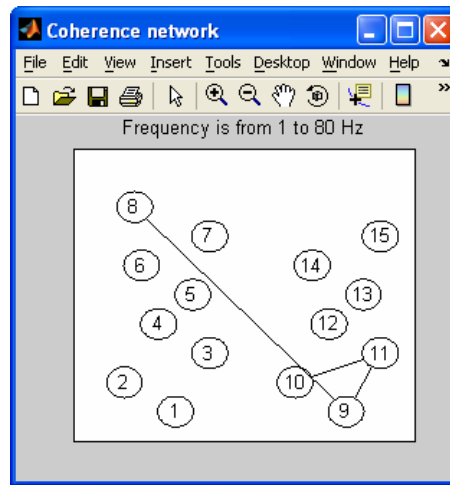 Coherence network
File Edit View Insert Tools Desktop Window Help
Frequency is from 1 to 80 Hz
8
7 15
6 14
5 13
4 12
3 11
2 10
1 9